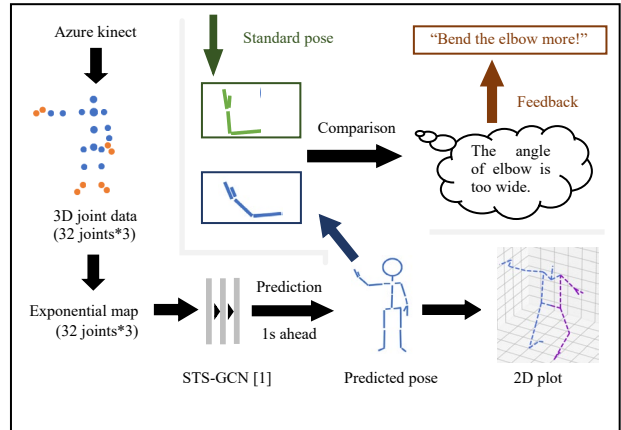 Azure kinect
3D joint data
(32 joints*3)
Exponential map
(32 joints*3)
STS-GCN [1]
Prediction
1s ahead
Predicted pose
2D plot
Standard pose
Comparison
The angle
of elbow is
too wide.
Feedback
“Bend the elbow more!”